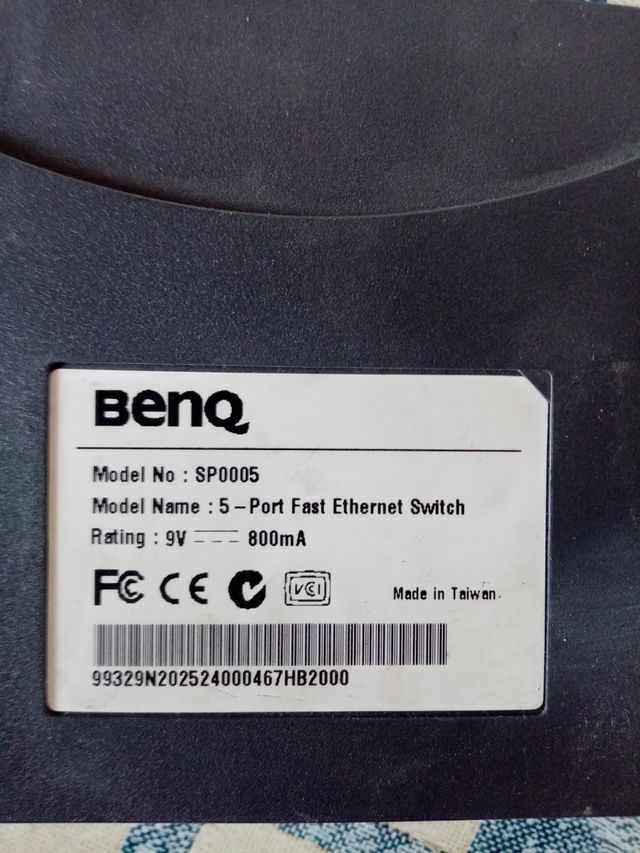 BenQ
Model No : SP0005
Model Name : 5-Port Fast Ethernet Switch
Rating : 9V ⎓ 800mA
FC CE VCI
Made in Taiwan
99329N202524000467HB2000